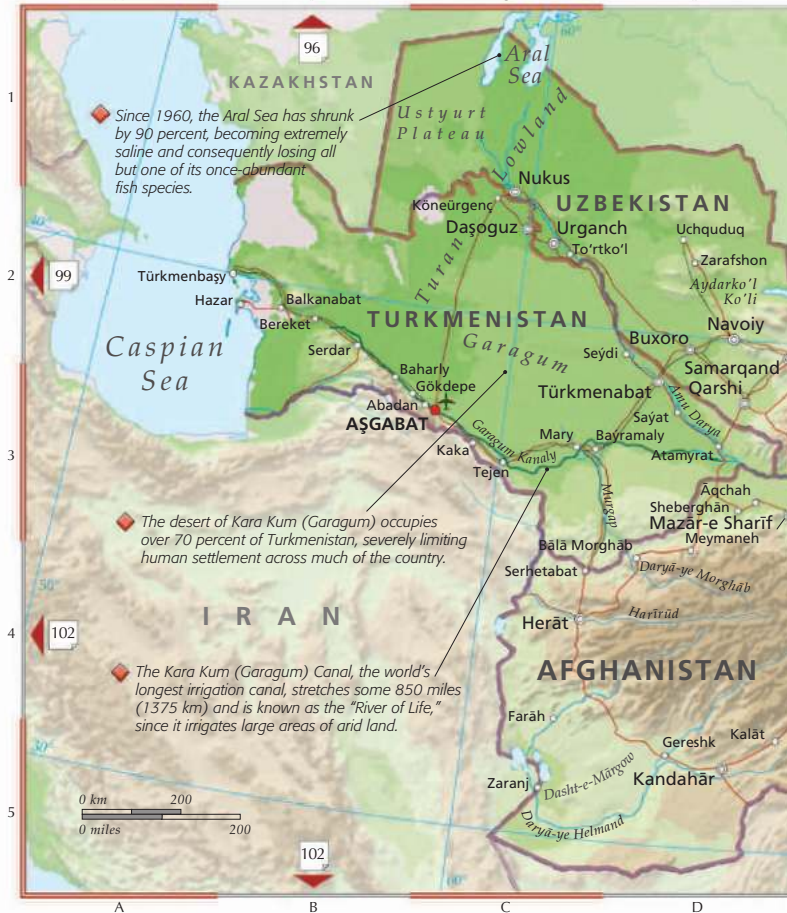 96
50°
60°
KAZAKHSTAN
Aral
Sea
1
Since 1960, the Aral Sea has shrunk
by 90 percent, becoming extremely
saline and consequently losing all
but one of its once-abundant
fish species.
Ustyurt
Plateau
Turan Lowland
Nukus
Köneürgenç
UZBEKISTAN
Daşoguz
Urganch
Uchquduq
To'rtko'l
40°
Zarafshon
2
99
Türkmenbaşy
Aydarko'l
Ko'li
Hazar
Balkanabat
Bereket
TURKMENISTAN
Garagum
Navoiy
Buxoro
Caspian
Sea
Serdar
Seýdi
Samarqand
Baharly
Gökdepe
Türkmenabat
Qarshi
Abadan
AŞGABAT
Saýat
Amu Darya
3
Garagum Kanaly
Mary
Baýramaly
Kaka
Tejen
Atamyrat
Murgap
Āqchah
Sheberghān
Mazār-e Sharīf
The desert of Kara Kum (Garagum) occupies
over 70 percent of Turkmenistan, severely limiting
human settlement across much of the country.
Bālā Morghāb
Meymaneh
Serhetabat
Daryā-ye Morghāb
50°
IRAN
Harīrūd
4
102
Herāt
AFGHANISTAN
The Kara Kum (Garagum) Canal, the world's
longest irrigation canal, stretches some 850 miles
(1375 km) and is known as the "River of Life,"
since it irrigates large areas of arid land.
Farāh
30°
Gereshk
Kalāt
Zaranj
Dasht-e-Mārgow
Kandahār
0 km 200
0 miles 200
5
Daryā-ye Helmand
102
60°
A B C D